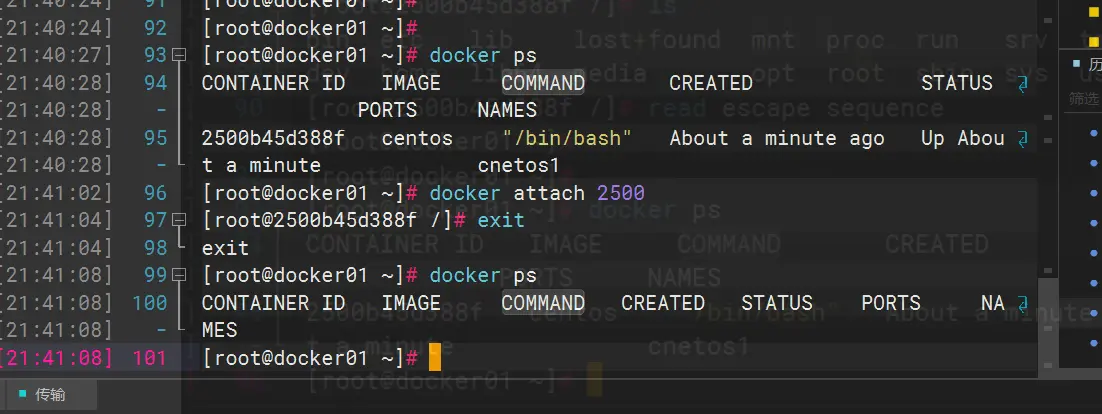 [21:40:24] 91 [root@docker01 ~]#
[21:40:24] 92 [root@docker01 ~]#
[21:40:27] 93 [root@docker01 ~]# docker ps
[21:40:28] 94 CONTAINER ID IMAGE COMMAND CREATED STATUS
[21:40:28] - PORTS NAMES
[21:40:28] 95 2500b45d388f centos "/bin/bash" About a minute ago Up Abou
[21:40:28] - t a minute cnetos1
[21:41:02] 96 [root@docker01 ~]# docker attach 2500
[21:41:04] 97 [root@2500b45d388f /]# exit
[21:41:04] 98 exit
[21:41:08] 99 [root@docker01 ~]# docker ps
[21:41:08] 100 CONTAINER ID IMAGE COMMAND CREATED STATUS PORTS NA
[21:41:08] - MES
[21:41:08] 101 [root@docker01 ~]#
历
筛选
传输